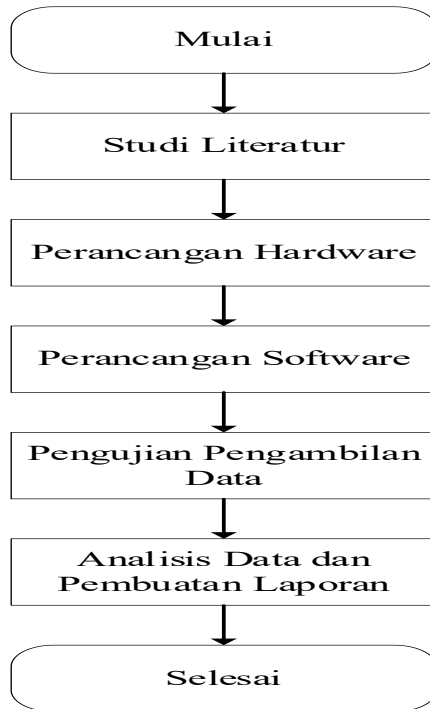 Mulai
Studi Literatur
Perancangan Hardware
Perancangan Software
Pengujian Pengambilan
Data
Analisis Data dan
Pembuatan Laporan
Selesai